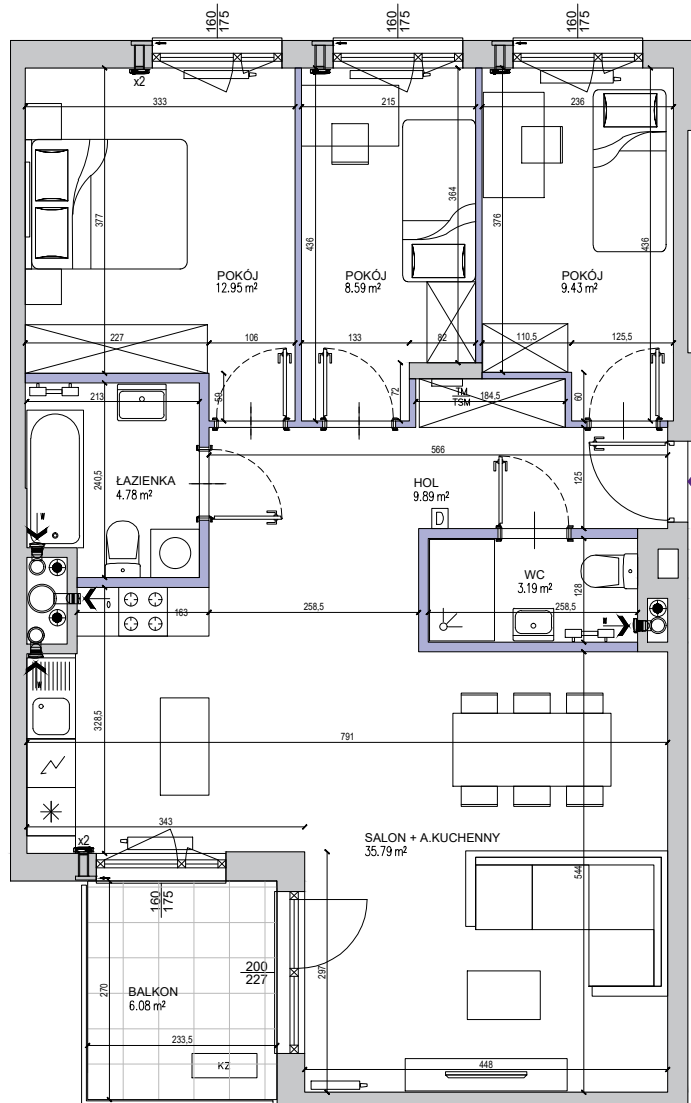 160
175
160
175
160
175
x2
333
215
236
377
436
364
376
436
POKÓJ
12.95 m²
POKÓJ
8.59 m²
POKÓJ
9.43 m²
227
106
133
82
110,5
125,5
59
72
TM
TSM
184,5
60
213
566
240,5
ŁAZIENKA
4.78 m²
HOL
9.89 m²
125
D
W
WC
3.19 m²
128
0
163
258,5
258,5
W
W
328,5
791
343
x2
SALON + A.KUCHENNY
35.79 m²
544
160
175
200
227
297
270
BALKON
6.08 m²
233,5
KZ
448